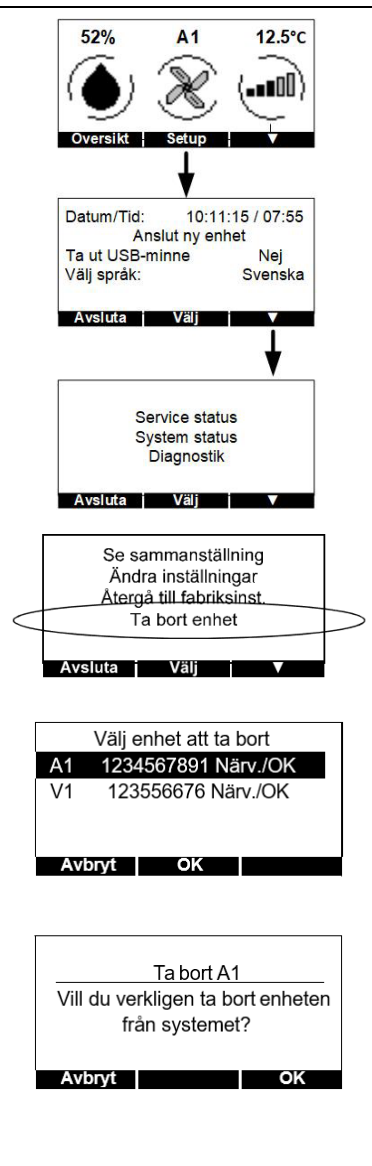 52% A1 12.5°C
Oversikt Setup ▼
Datum/Tid: 10:11:15 / 07:55
Anslut ny enhet
Ta ut USB-minne Nej
Välj språk: Svenska
Avsluta Välj ▼
Service status
System status
Diagnostik
Avsluta Välj ▼
Se sammanställning
Ändra inställningar
Återgå till fabriksinst.
Ta bort enhet
Avsluta Välj ▼
Välj enhet att ta bort
A1 1234567891 Närv./OK
V1 123556676 Närv./OK
Avbryt OK
Ta bort A1
Vill du verkligen ta bort enheten
från systemet?
Avbryt OK